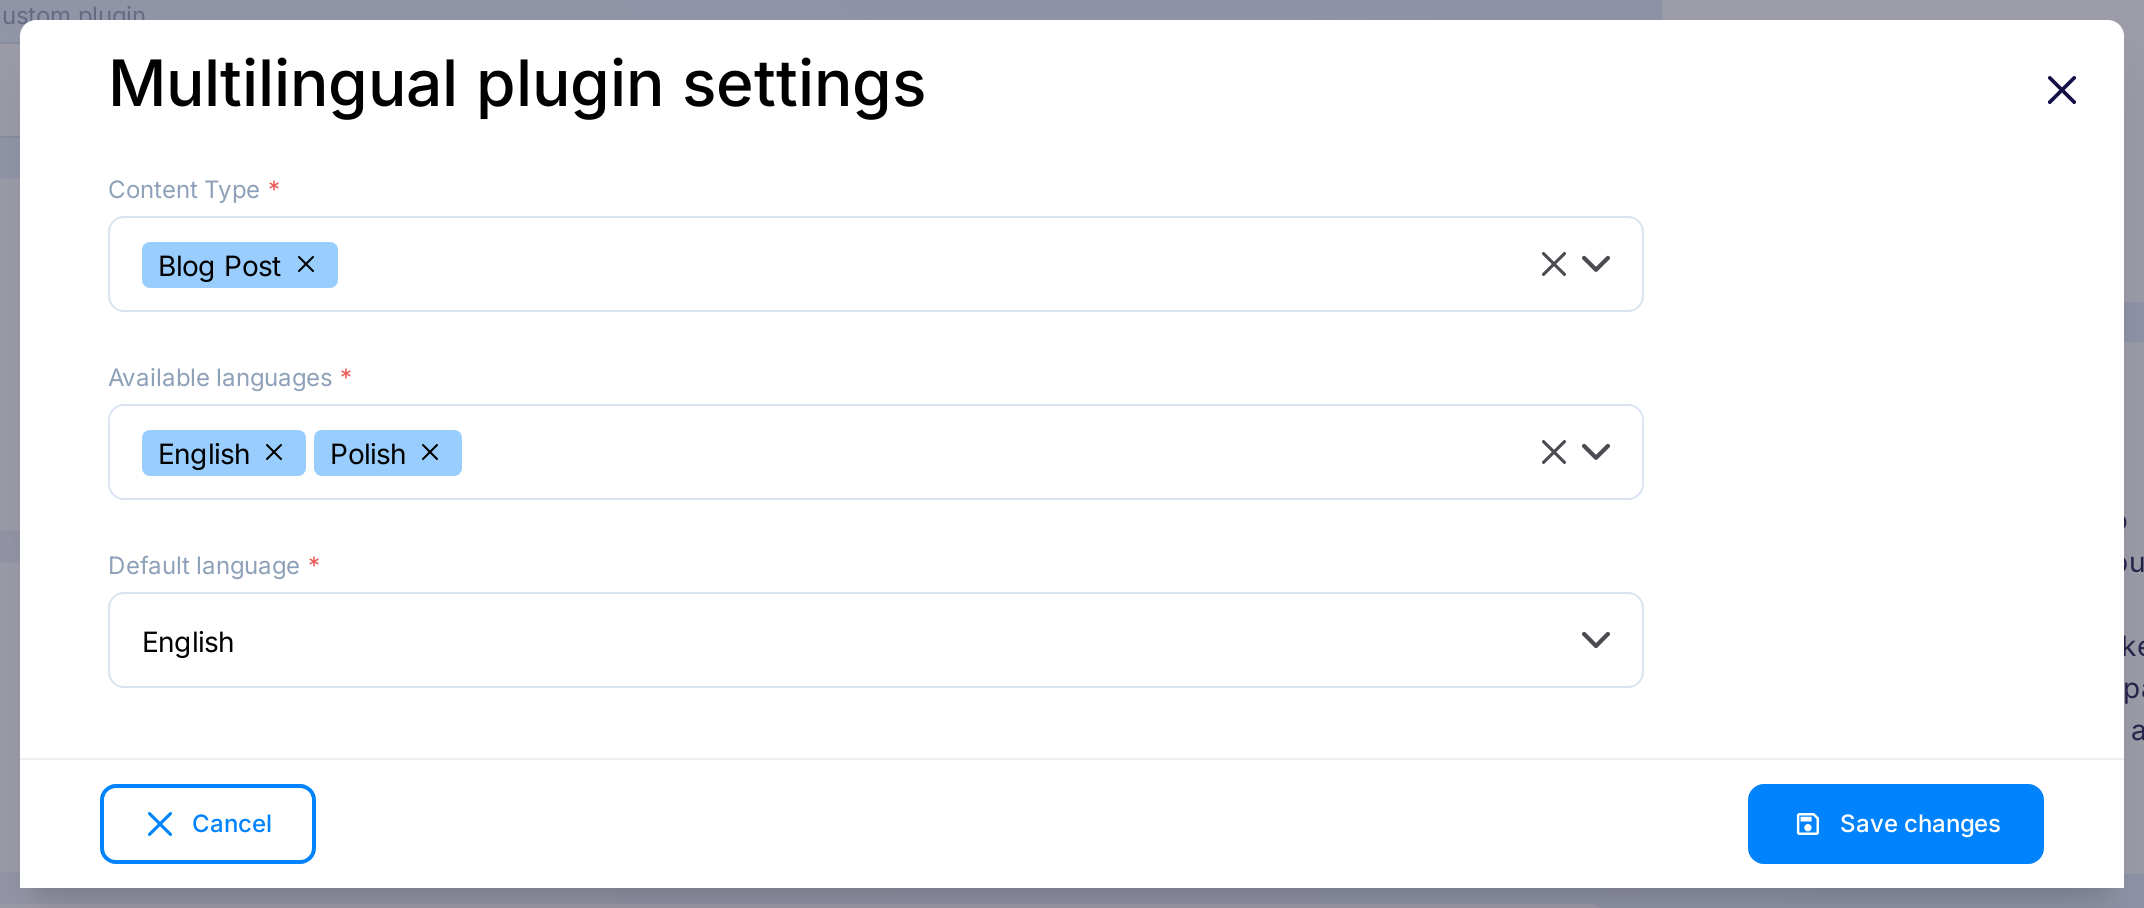 ustom plugin
Multilingual plugin settings
Content Type *
Blog Post
Available languages *
English Polish
Default language *
English
Cancel
Save changes